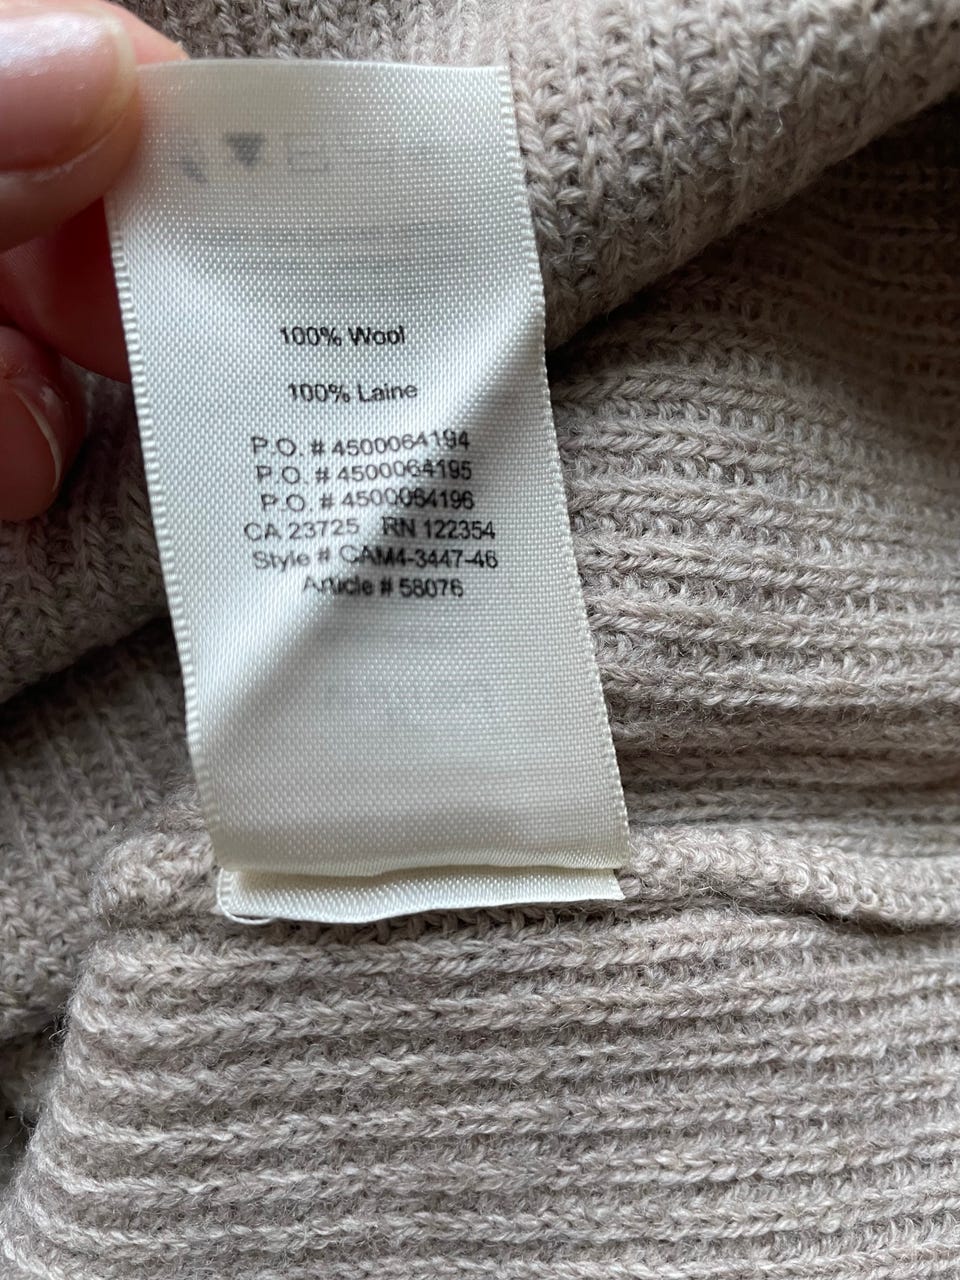 100% Wool
100% Laine
P.O. # 4500064194
P.O. # 4500064195
P.O. # 4500064196
CA 23725 RN 122354
Style # CAM4-3447-46
Article # 58076